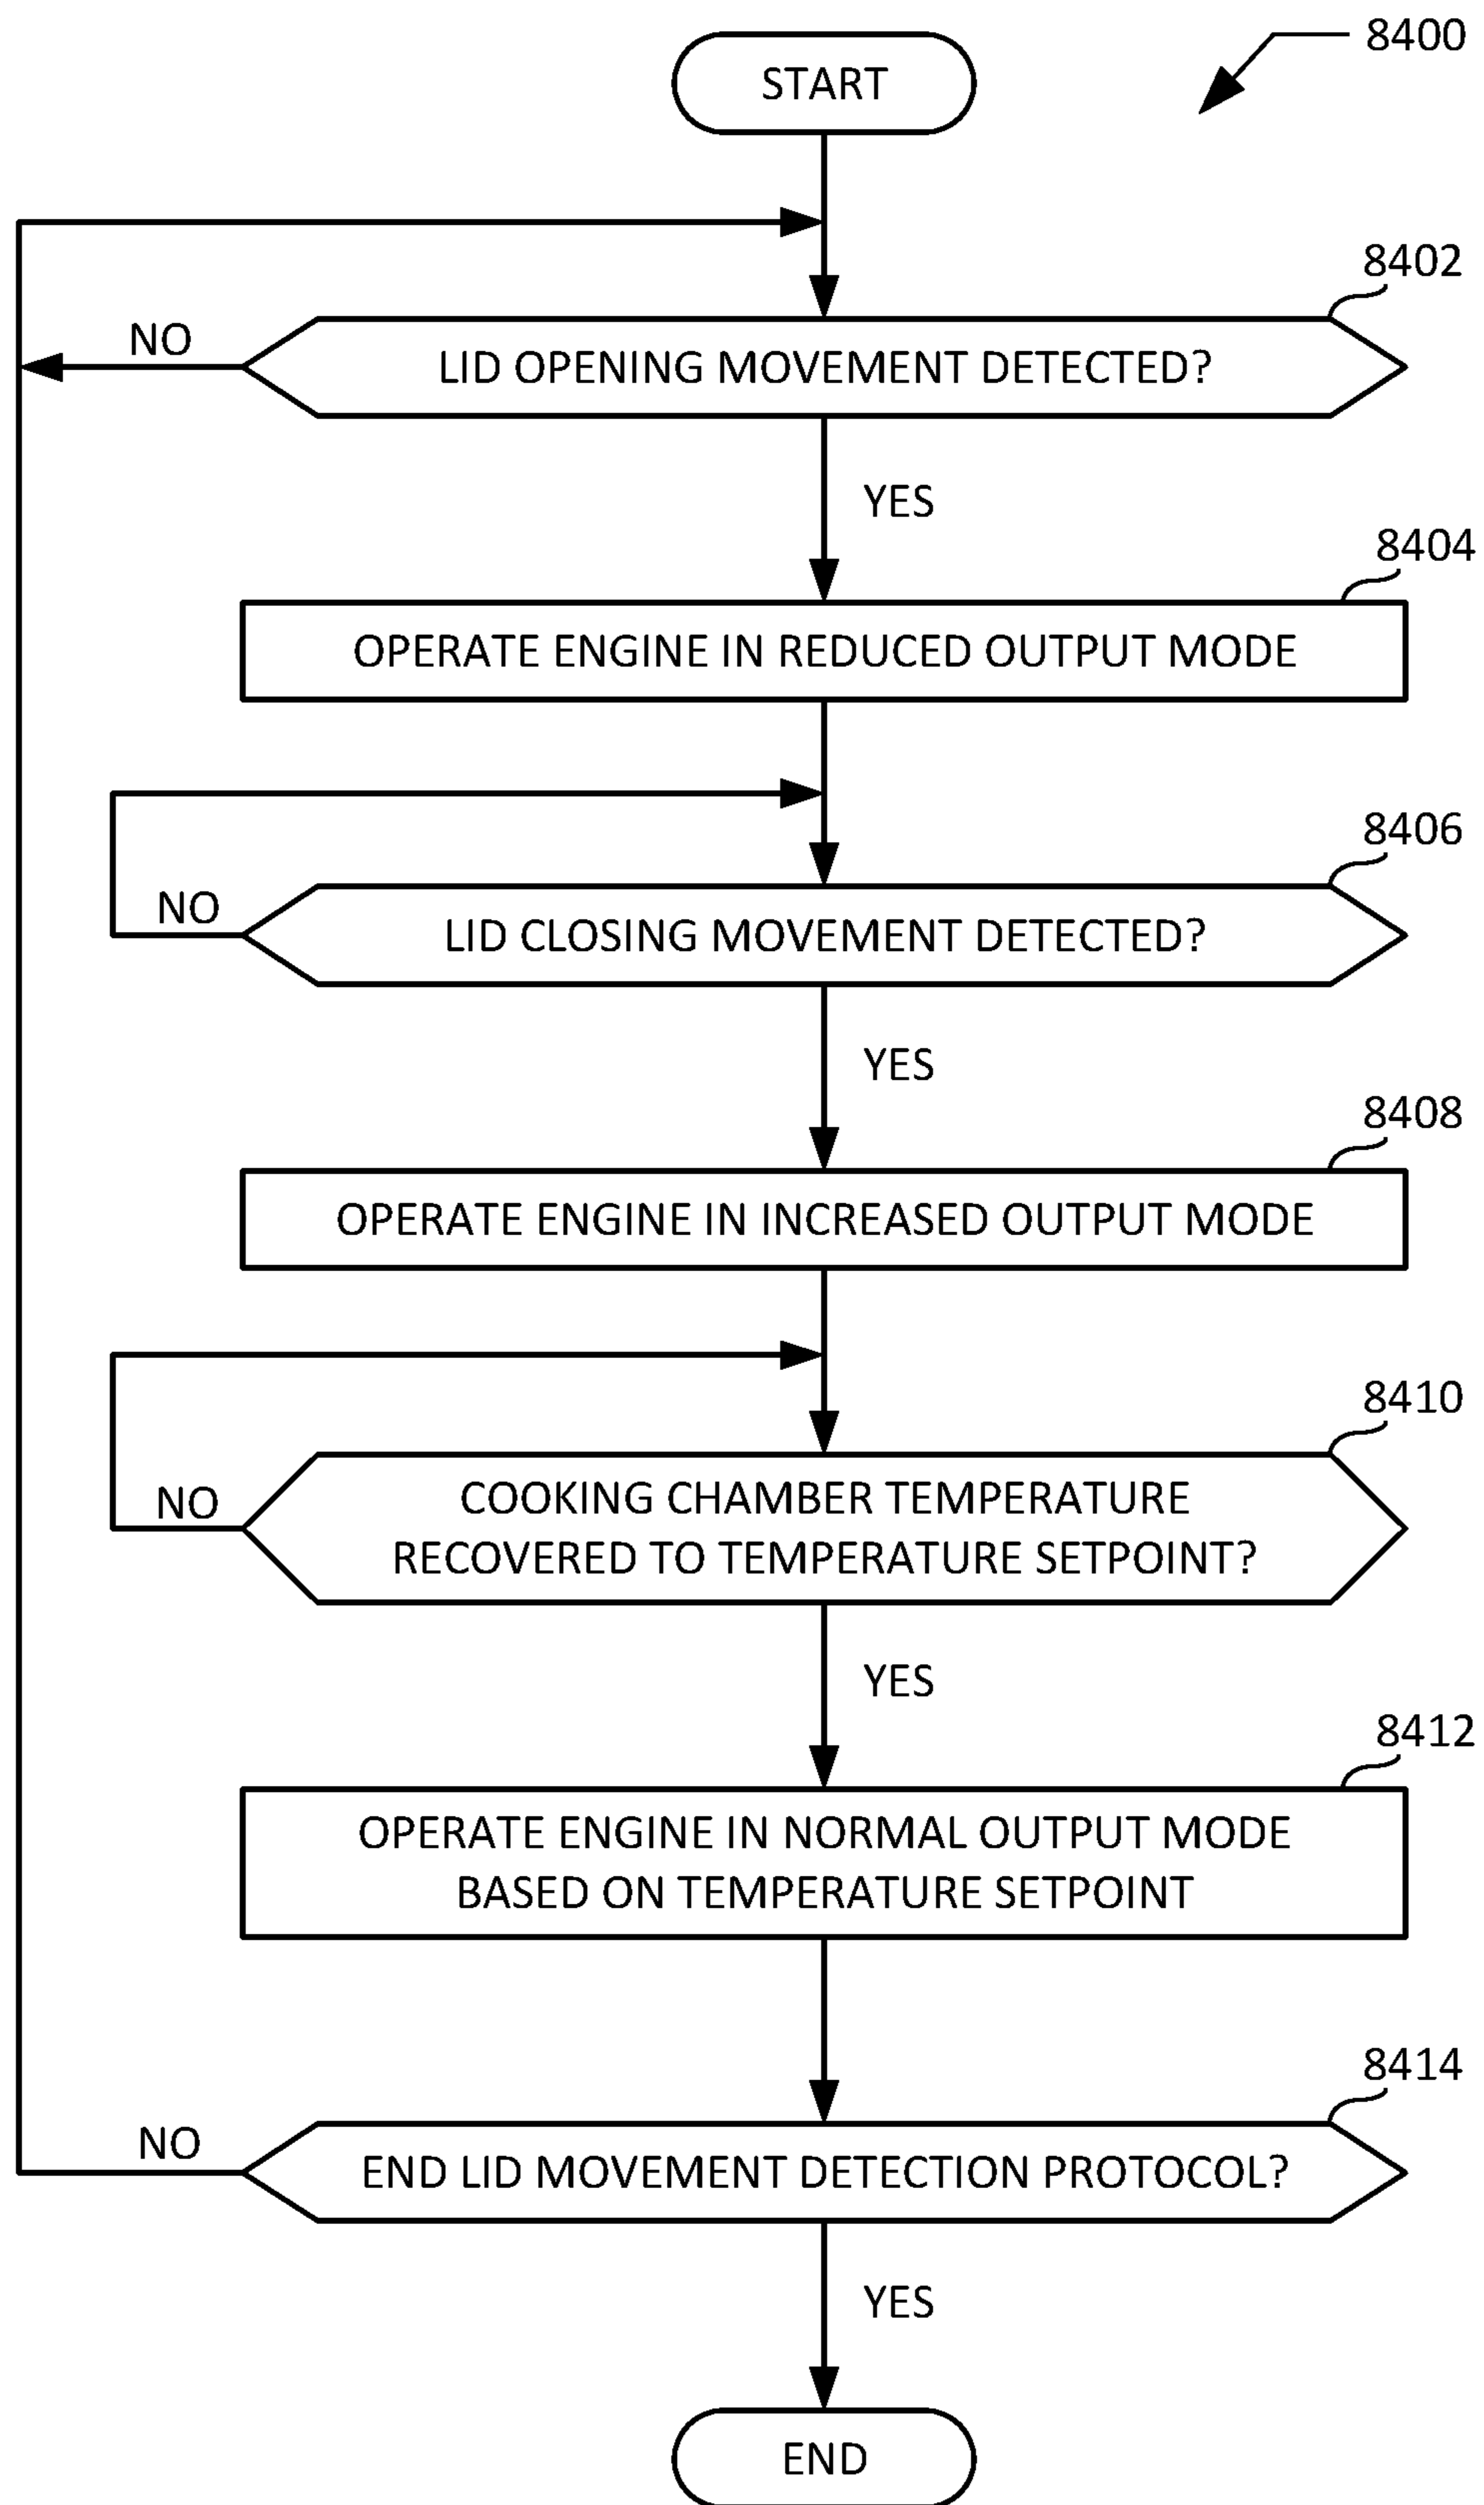 8400
START
8402
NO
LID OPENING MOVEMENT DETECTED?
YES
8404
OPERATE ENGINE IN REDUCED OUTPUT MODE
8406
NO
LID CLOSING MOVEMENT DETECTED?
YES
8408
OPERATE ENGINE IN INCREASED OUTPUT MODE
8410
NO
COOKING CHAMBER TEMPERATURE
RECOVERED TO TEMPERATURE SETPOINT?
YES
8412
OPERATE ENGINE IN NORMAL OUTPUT MODE
BASED ON TEMPERATURE SETPOINT
8414
NO
END LID MOVEMENT DETECTION PROTOCOL?
YES
END